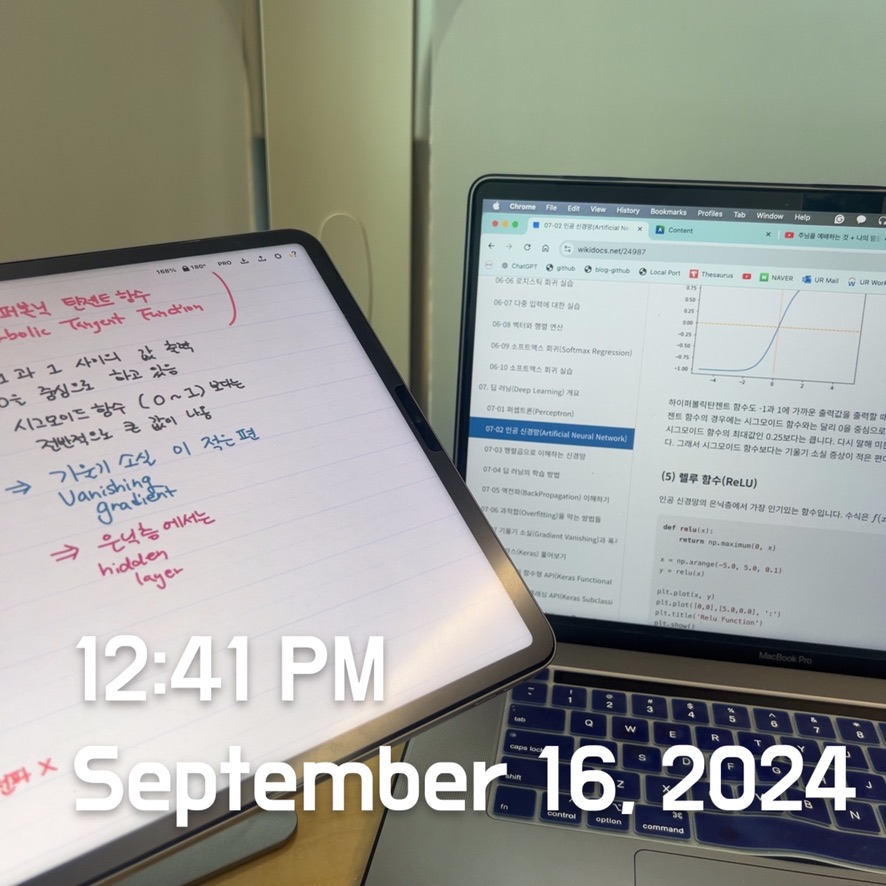 168% 180° PRO
탄젠트 함수
Tangent Function
1 과 1 사이의 값 출력
0을 중심으로 하고 있음
시그모이드 함수 (0 ~ 1) 보다는
전반적으로 큰 값이 나옴
⇒ 기울기 소실 이 적은편
Vanishing
gradient
⇒ 은닉층에서는
hidden
layer
×
Chrome File Edit View History Bookmarks Profiles Tab Window Help
07-02 인공 신경망(Artificial Ne
Content
주님을 예배하는 것 + 나의
wikidocs.net/24987
ChatGPT github blog-github Local Port Thesaurus NAVER UR Mail UR Work
06-06 로지스틱 회귀 실습
06-07 다중 입력에 대한 실습
06-08 벡터와 행렬 연산
06-09 소프트맥스 회귀(Softmax Regression)
06-10 소프트맥스 회귀 실습
07. 딥 러닝(Deep Learning) 개요
07-01 퍼셉트론(Perceptron)
07-02 인공 신경망(Artificial Neural Network)
07-03 행렬곱으로 이해하는 신경망
07-04 딥 러닝의 학습 방법
07-05 역전파(BackPropagation) 이해하기
07-06 과적합(Overfitting)을 막는 방법들
기울기 소실(Gradient Vanishing)과
(Keras) 훑어보기
함수형 API(Keras Functional
API(Keras Subclassi
0.75
0.50
0.25
0.00
−0.25
−0.50
−0.75
−1.00
−4 −2 0 2 4
하이퍼볼릭탄젠트 함수도 -1과 1에 가까운 출력값을 출력할 때
젠트 함수의 경우에는 시그모이드 함수와는 달리 0을 중심으로
시그모이드 함수의 최대값인 0.25보다는 큽니다. 다시 말해
다. 그래서 시그모이드 함수보다는 기울기 소실 증상이 적은 편이
(5) 렐루 함수(ReLU)
인공 신경망의 은닉층에서 가장 인기있는 함수입니다. 수식은 f(x
def relu(x):
return np.maximum(0, x)
x = np.arange(-5.0, 5.0, 0.1)
y = relu(x)
plt.plot(x, y)
plt.plot([0,0],[5.0,0.0], ':')
plt.title('Relu Function')
plt.show()
MacBook Pro
! 1 @ 2 # 3 $ 4 % 5 ^ 6 & 7 * 8
tab Q W E R T Y
caps lock S D
shift Z X B N
fn control option command
⌘
12:41 PM
September 16, 2024